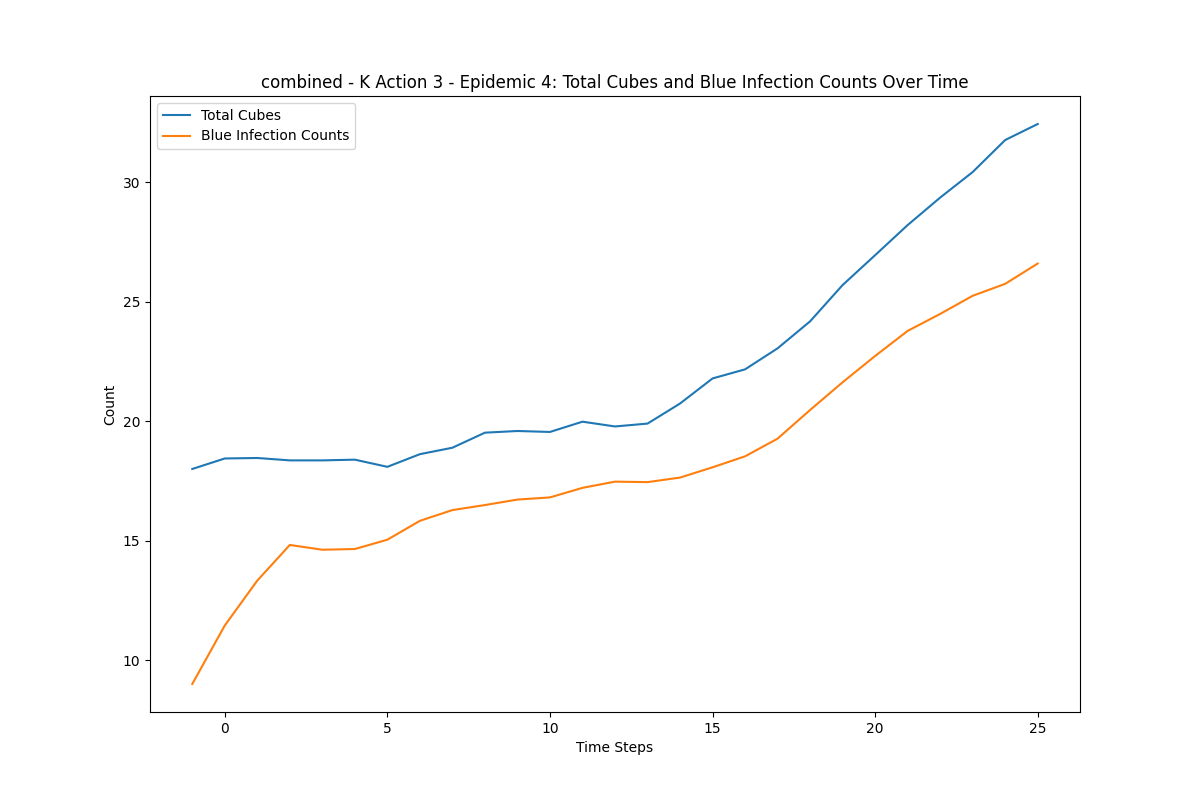 combined - K Action 3 - Epidemic 4: Total Cubes and Blue Infection Counts Over Time
Total Cubes
Blue Infection Counts
30
25
20
15
10
Count
0 5 10 15 20 25
Time Steps